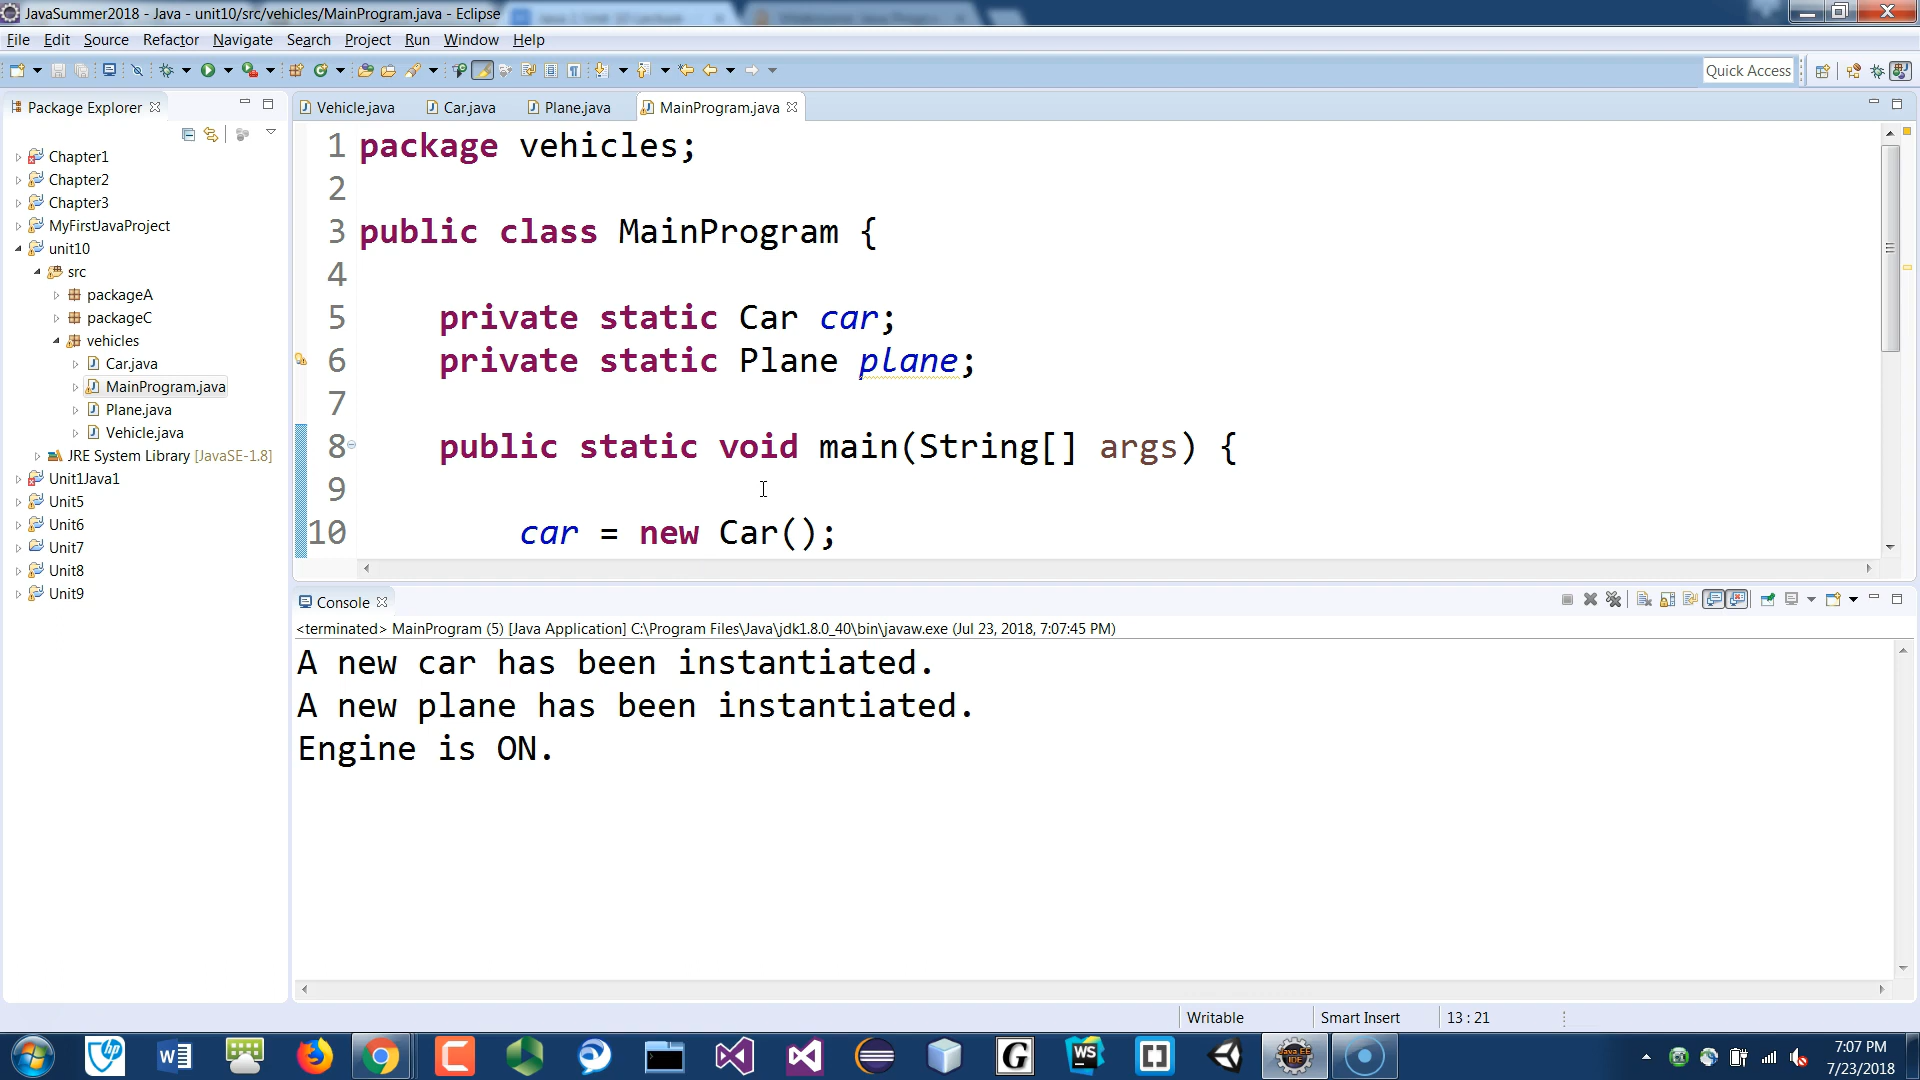 JavaSummer2018 - Java - unit10/src/vehicles/MainProgram.java - Eclipse
File Edit Source Refactor Navigate Search Project Run Window Help
Quick Access
Package Explorer
Vehicle.java Car.java Plane.java MainProgram.java
Chapter1
Chapter2
Chapter3
MyFirstJavaProject
unit10
src
packageA
packageC
vehicles
Car.java
MainProgram.java
Plane.java
Vehicle.java
JRE System Library [JavaSE-1.8]
Unit1Java1
Unit5
Unit6
Unit7
Unit8
Unit9
1 package vehicles;
2
3 public class MainProgram {
4
5 private static Car car;
6 private static Plane plane;
7
8 public static void main(String[] args) {
9
10 car = new Car();
Console
<terminated> MainProgram (5) [Java Application] C:\Program Files\Java\jdk1.8.0_40\bin\javaw.exe (Jul 23, 2018, 7:07:45 PM)
A new car has been instantiated.
A new plane has been instantiated.
Engine is ON.
Writable Smart Insert 13 : 21
7:07 PM
7/23/2018